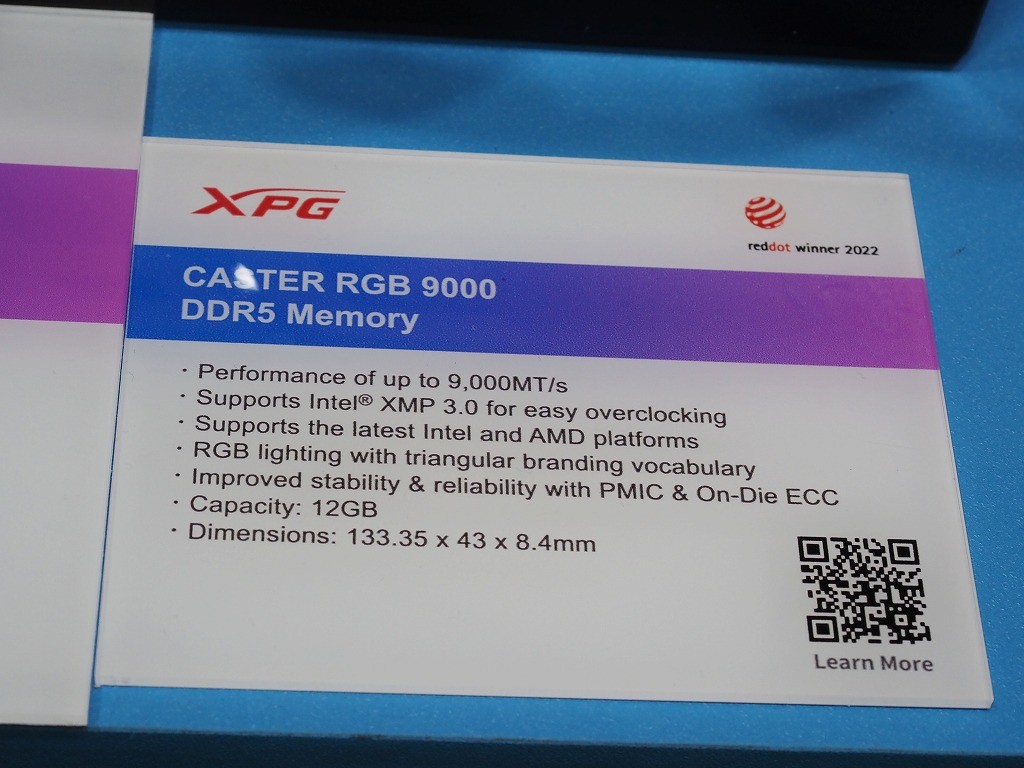 XPG
reddot winner 2022
CASTER RGB 9000
DDR5 Memory
· Performance of up to 9,000MT/s
· Supports Intel® XMP 3.0 for easy overclocking
· Supports the latest Intel and AMD platforms
· RGB lighting with triangular branding vocabulary
· Improved stability & reliability with PMIC & On-Die ECC
· Capacity: 12GB
· Dimensions: 133.35 x 43 x 8.4mm
Learn More